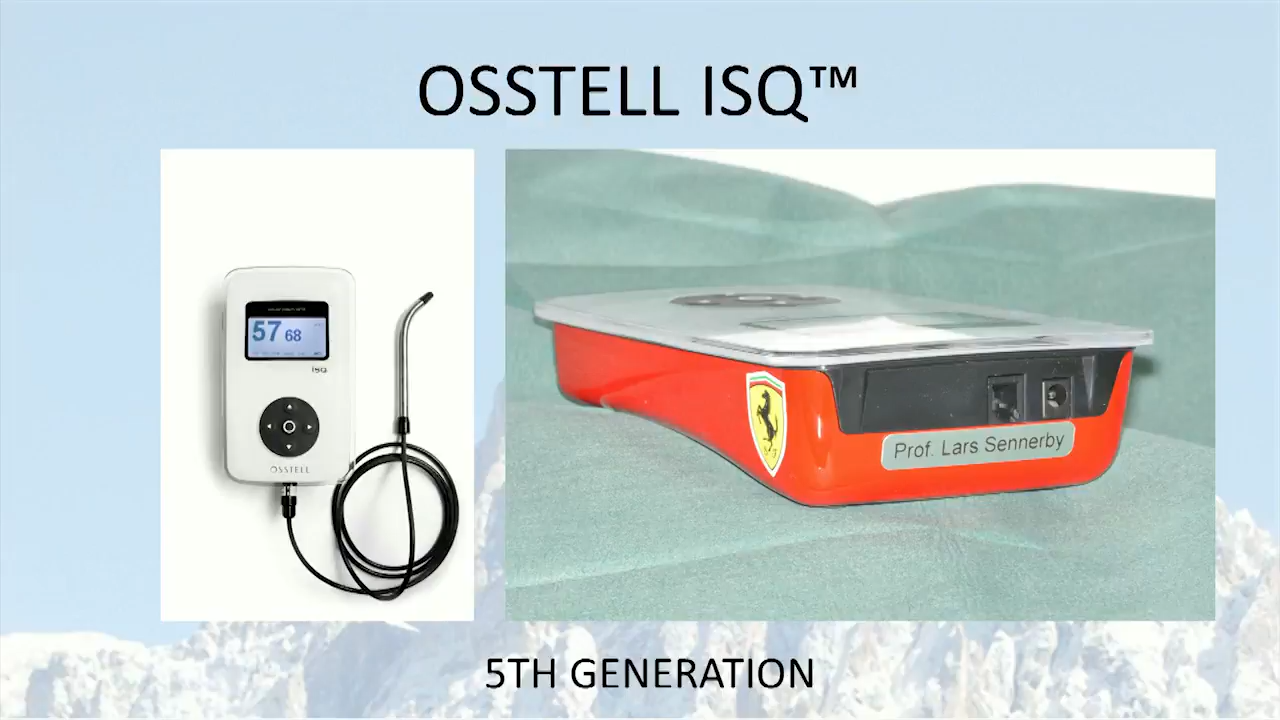 OSSTELL ISQ™
57 68
isq
OSSTELL
Prof. Lars Sennerby
5TH GENERATION